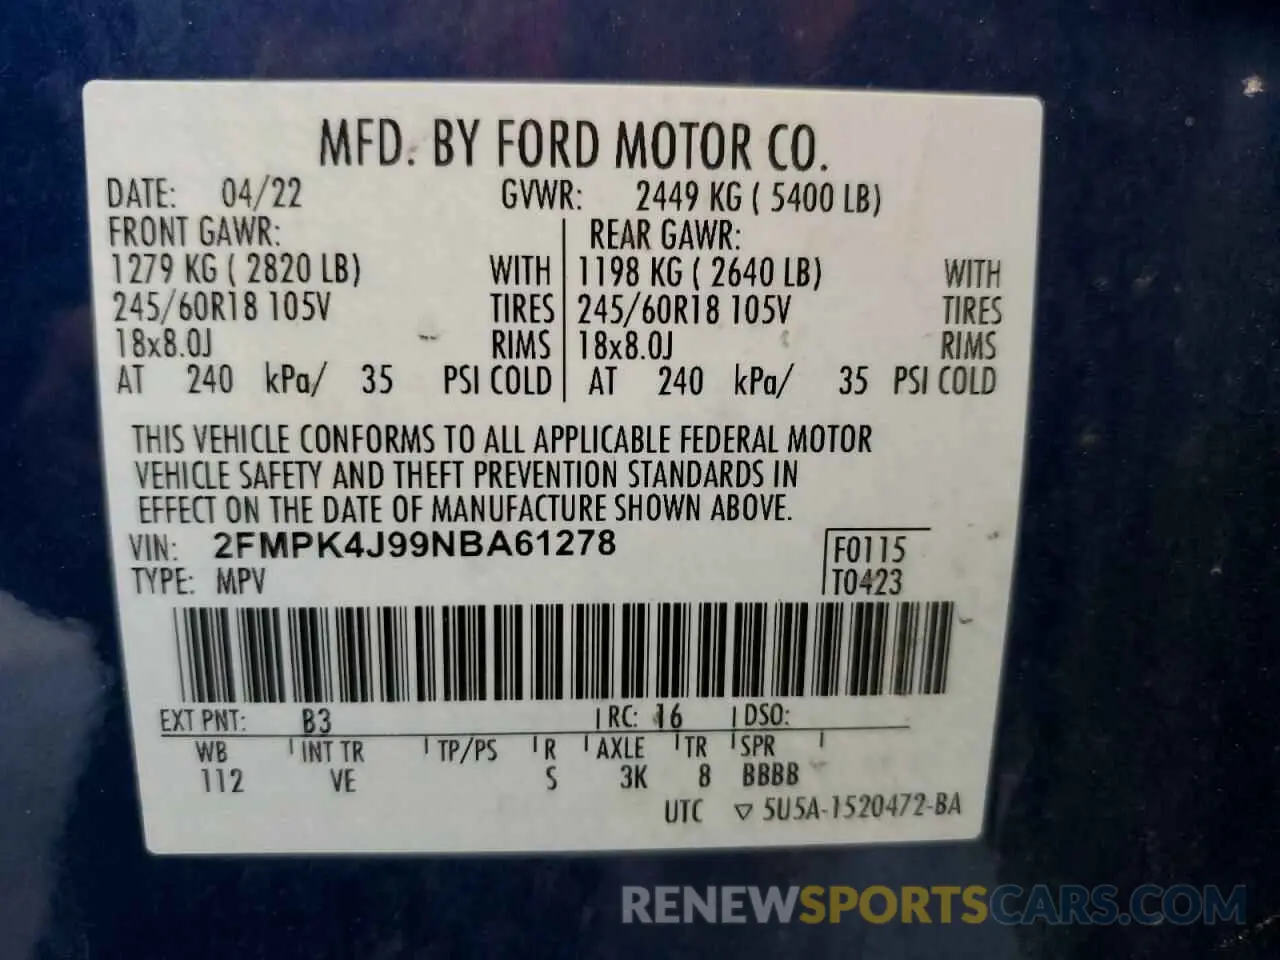 MFD. BY FORD MOTOR CO.
DATE: 04/22 GVWR: 2449 KG ( 5400 LB)
FRONT GAWR: REAR GAWR:
1279 KG ( 2820 LB) WITH 1198 KG ( 2640 LB) WITH
245/60R18 105V TIRES 245/60R18 105V TIRES
18x8.0J RIMS 18x8.0J RIMS
AT 240 kPa/ 35 PSI COLD AT 240 kPa/ 35 PSI COLD
THIS VEHICLE CONFORMS TO ALL APPLICABLE FEDERAL MOTOR
VEHICLE SAFETY AND THEFT PREVENTION STANDARDS IN
EFFECT ON THE DATE OF MANUFACTURE SHOWN ABOVE.
VIN: 2FMPK4J99NBA61278 F0115
TYPE: MPV T0423
EXT PNT: B3 RC: 16 DSO:
WB INT TR TP/PS R AXLE TR SPR
112 VE S 3K 8 BBBB
UTC ▽ 5U5A-1520472-BA
RENEWSPORTSCARS.COM